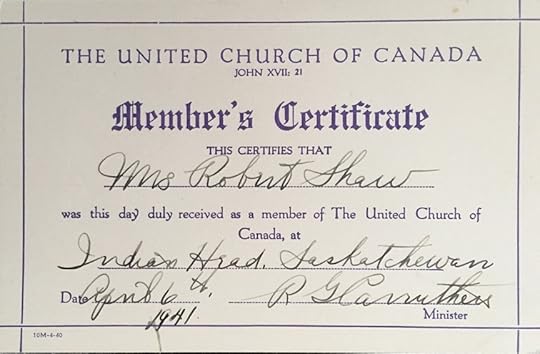 THE UNITED CHURCH OF CANADA
JOHN XVII: 21
Member's Certificate
THIS CERTIFIES THAT
Mrs Robert Shaw
was this day duly received as a member of The United Church of
Canada, at
Indian Head, Saskatchewan
Date April 6th. R G Carruthers
1941. Minister
10M-4-40